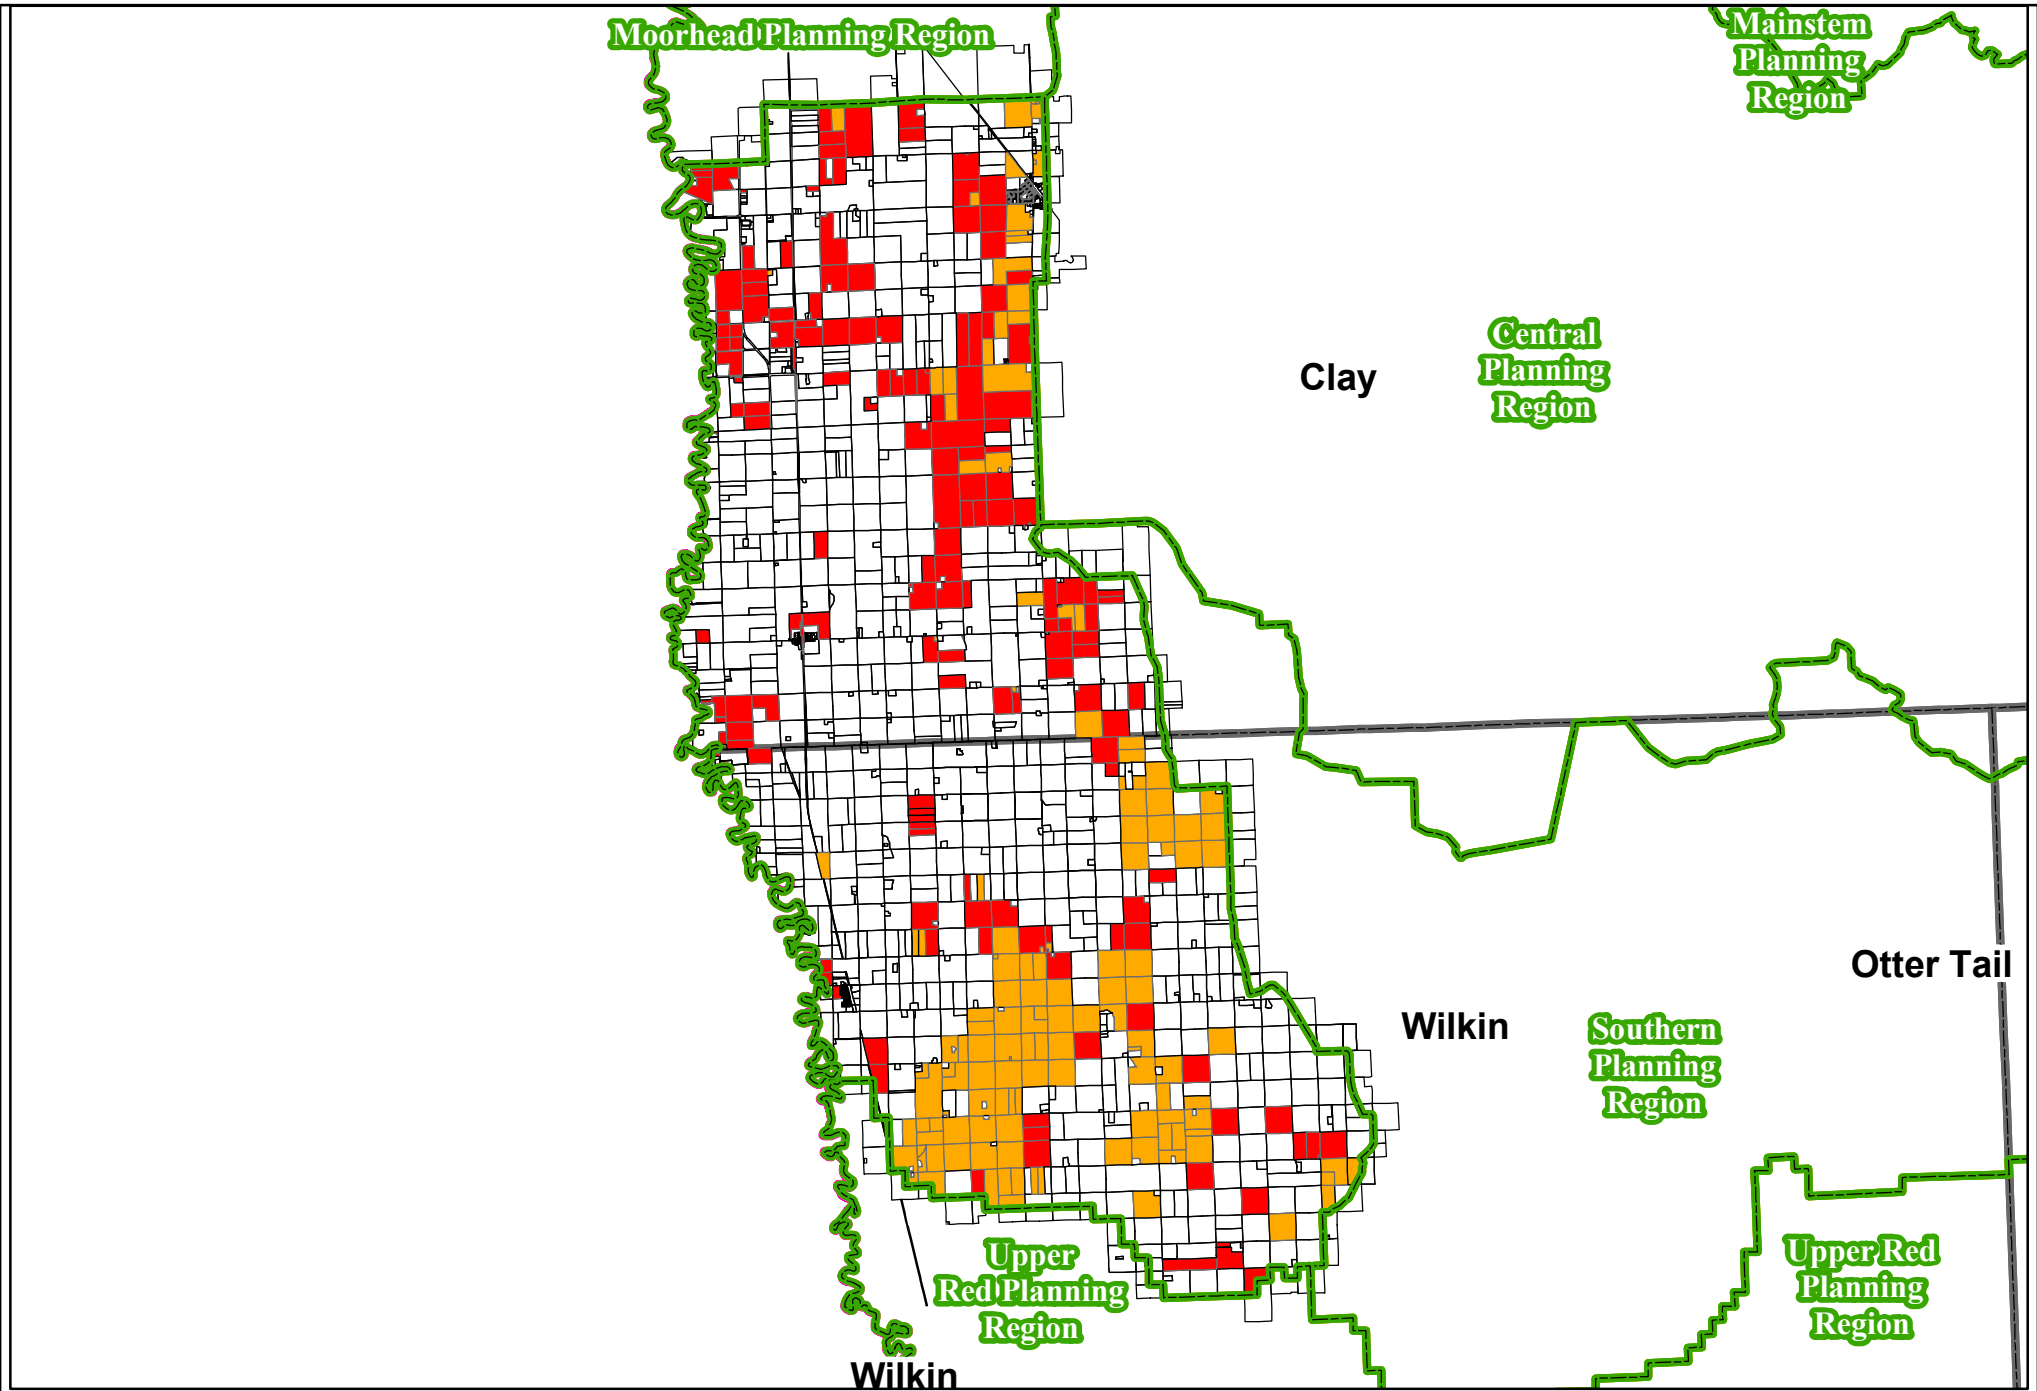 Moorhead Planning Region
Mainstem
Planning
Region
Clay
Central
Planning
Region
Otter Tail
Wilkin
Southern
Planning
Region
Upper
Red Planning
Region
Upper Red
Planning
Region
Wilkin